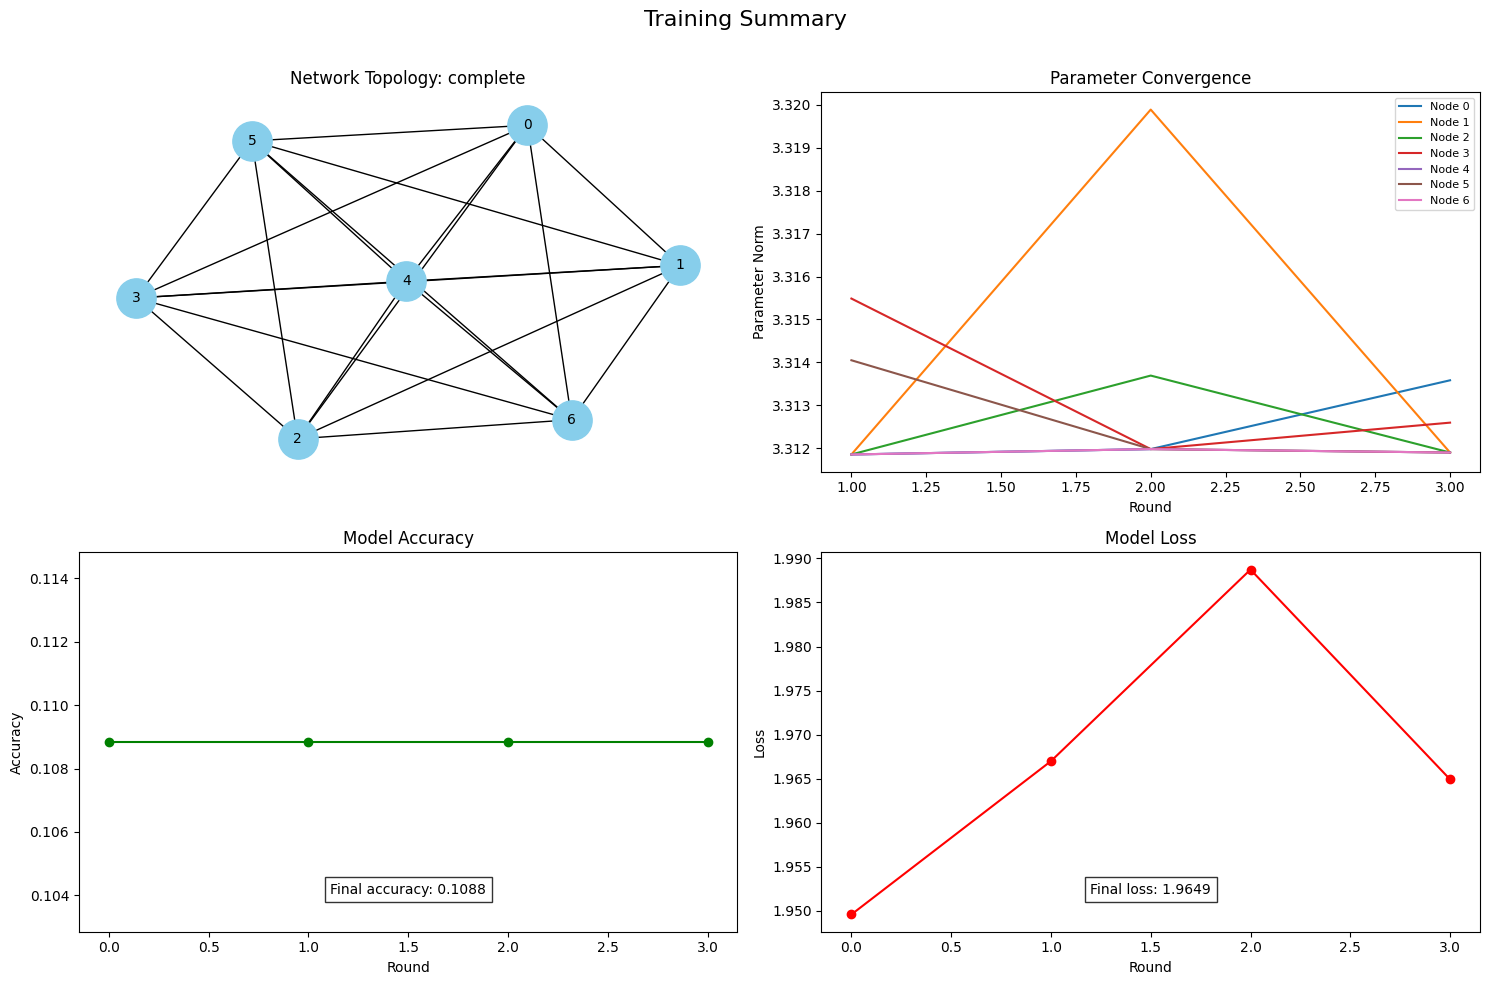 Training Summary
Network Topology: complete
0
5
1
4
3
6
2
Parameter Convergence
Parameter Norm
3.320
3.319
3.318
3.317
3.316
3.315
3.314
3.313
3.312
Node 0
Node 1
Node 2
Node 3
Node 4
Node 5
Node 6
1.00 1.25 1.50 1.75 2.00 2.25 2.50 2.75 3.00
Round
Model Accuracy
Accuracy
0.114
0.112
0.110
0.108
0.106
0.104
Final accuracy: 0.1088
0.0 0.5 1.0 1.5 2.0 2.5 3.0
Round
Model Loss
Loss
1.990
1.985
1.980
1.975
1.970
1.965
1.960
1.955
1.950
Final loss: 1.9649
0.0 0.5 1.0 1.5 2.0 2.5 3.0
Round